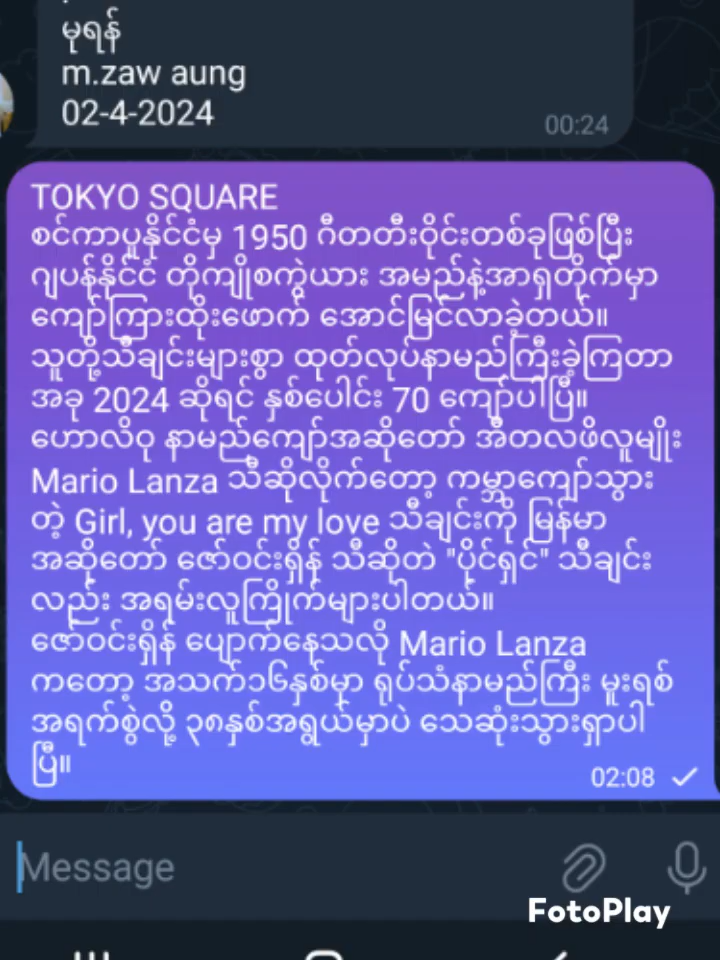 မုရန်
m.zaw aung
02-4-2024
00:24
TOKYO SQUARE
စင်ကာပူနိုင်ငံမှ 1950 ဂီတတီးဝိုင်းတစ်ခုဖြစ်ပြီး
ဂျပန်နိုင်ငံ တိုကျိုစကွဲယား အမည်နဲ့အာရှတိုက်မှာ
ကျော်ကြားထိုးဖောက် အောင်မြင်လာခဲ့တယ်။
သူတို့သီချင်းများစွာ ထုတ်လုပ်နာမည်ကြီးခဲ့ကြတာ
အခု 2024 ဆိုရင် နှစ်ပေါင်း 70 ကျော်ပါပြီ။
ဟောလိဝု နာမည်ကျော်အဆိုတော် အီတလဖိလူမျိုး
Mario Lanza သီဆိုလိုက်တော့ ကမ္ဘာကျော်သွား
တဲ့ Girl, you are my love သီချင်းကို မြန်မာ
အဆိုတော် ဇော်ဝင်းရှိန် သီဆိုတဲ "ပိုင်ရှင်" သီချင်း
လည်း အရမ်းလူကြိုက်များပါတယ်။
ဇော်ဝင်းရှိန် ပျောက်နေသလို Mario Lanza
ကတော့ အသက်၁၆နှစ်မှာ ရုပ်သံနာမည်ကြီး မူးရစ်
အရက်စွဲလို့ ၃၈နှစ်အရွယ်မှာပဲ သေဆုံးသွားရှာပါ
ပြီ။
02:08
Message
FotoPlay